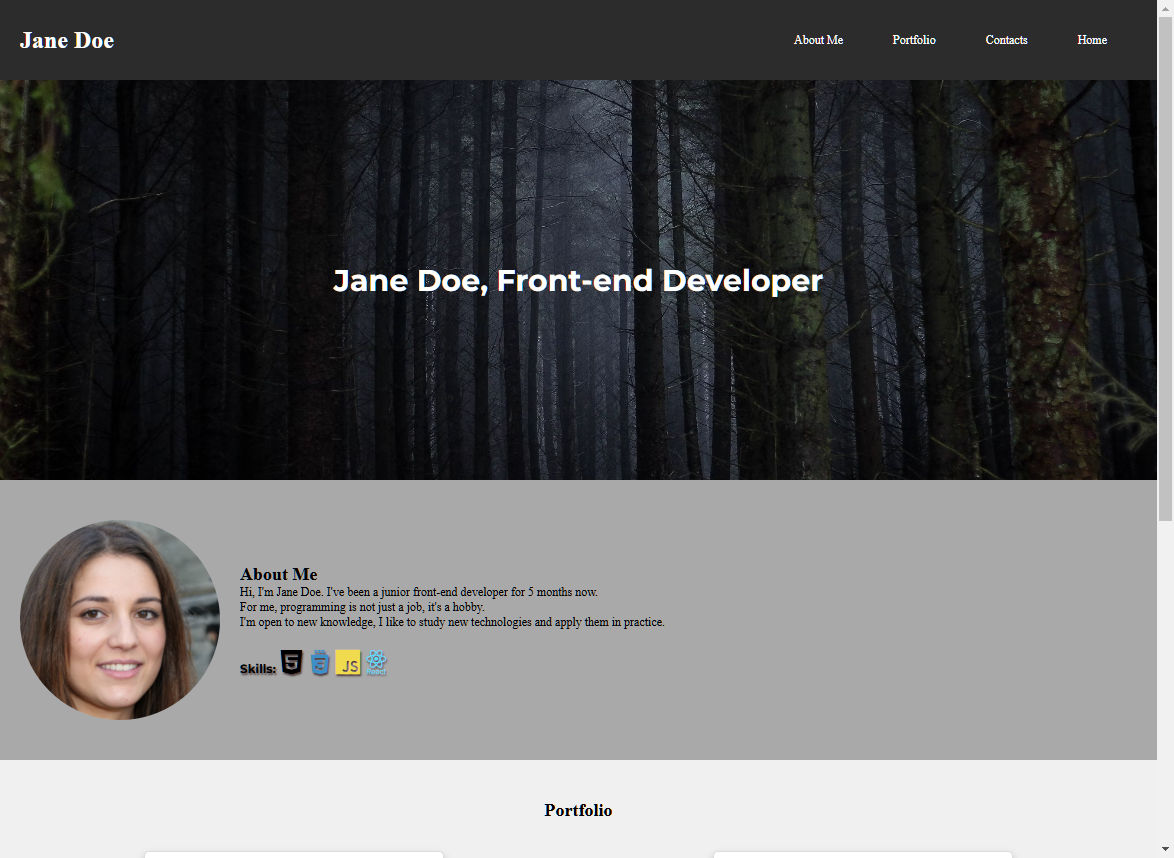 Jane Doe
About Me
Portfolio
Contacts
Home
Jane Doe, Front-end Developer
About Me
Hi, I'm Jane Doe. I've been a junior front-end developer for 5 months now.
For me, programming is not just a job, it's a hobby.
I'm open to new knowledge, I like to study new technologies and apply them in practice.
Skills: 5 3 JS React
Portfolio